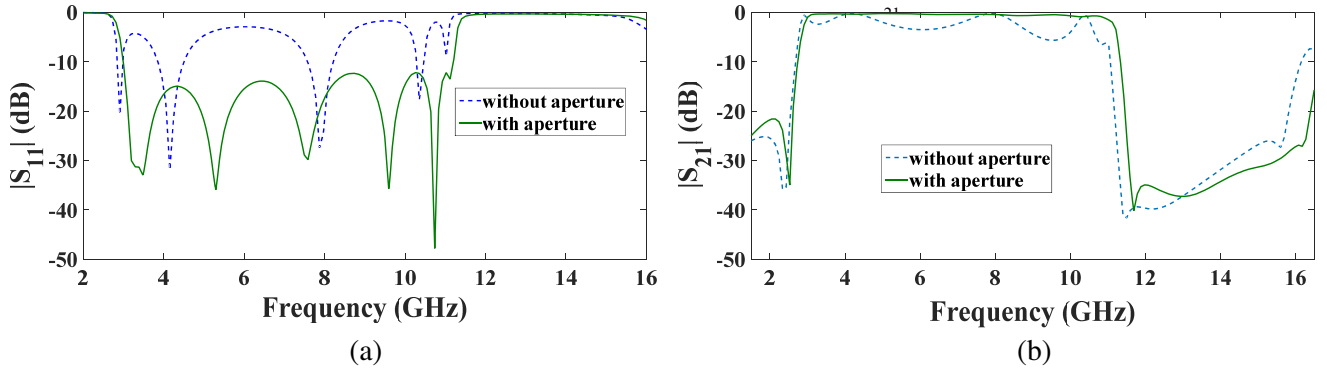 0
-10
-20
-30
-40
-50
2 4 6 8 10 12 14 16
|S11| (dB)
Frequency (GHz)
without aperture
with aperture
(a)
21
0
-10
-20
-30
-40
-50
2 4 6 8 10 12 14 16
|S21| (dB)
Frequency (GHz)
without aperture
with aperture
(b)